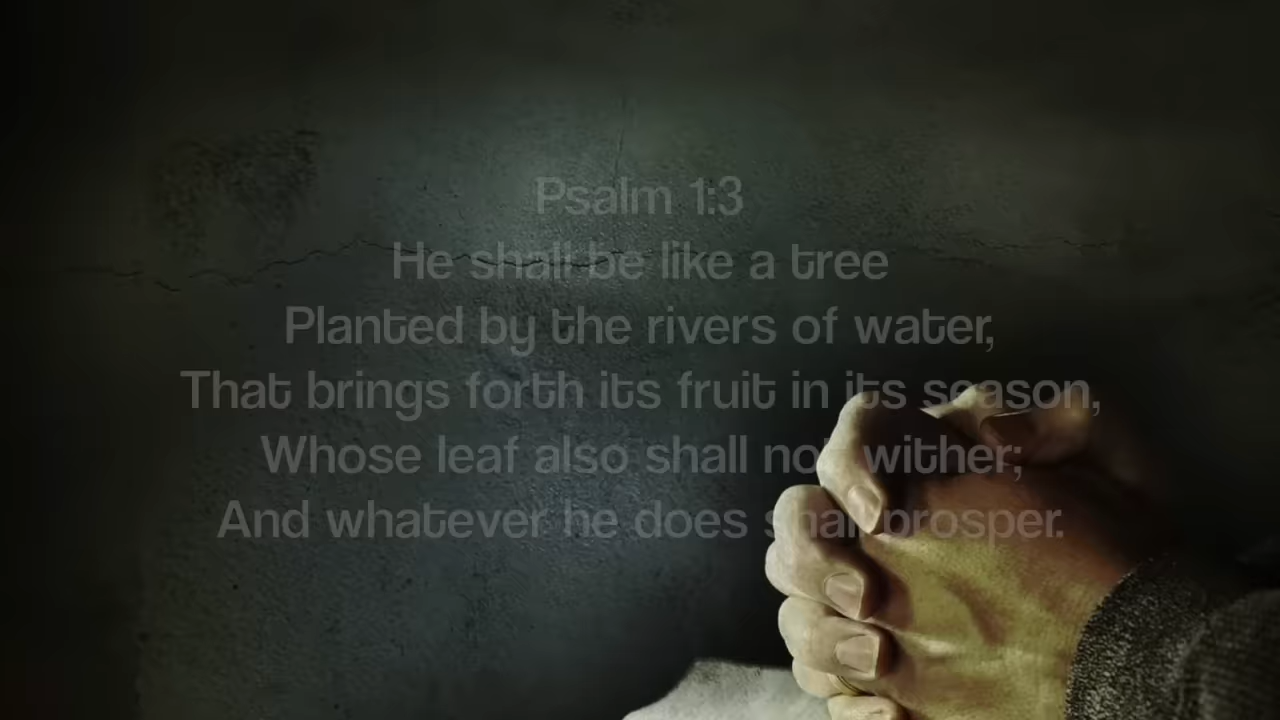 Psalm 1:3
He shall be like a tree
Planted by the rivers of water,
That brings forth its fruit in its season,
Whose leaf also shall not wither;
And whatever he does shall prosper.